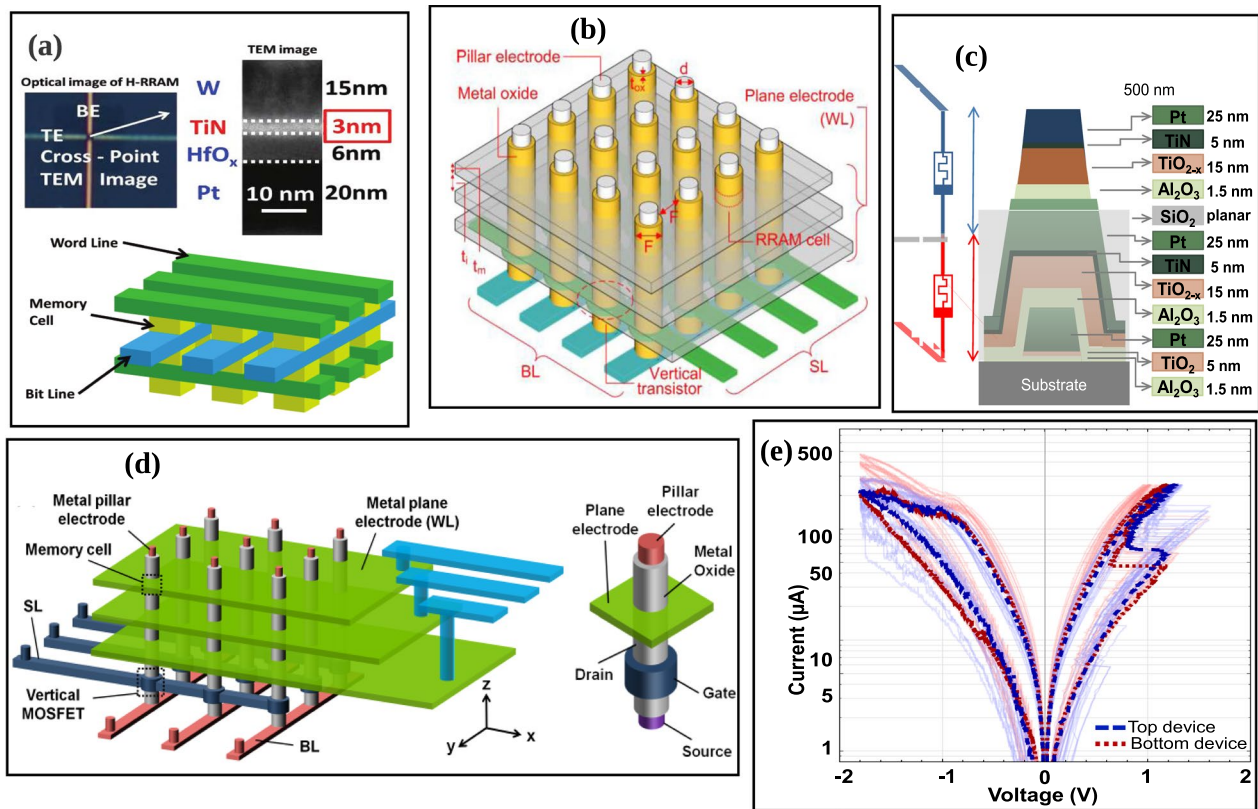 (a)
TEM image
Optical image of H-RRAM
BE
TE
Cross - Point
TEM Image
W
15nm
TiN
3nm
HfOₓ
6nm
Pt
20nm
10 nm
Word Line
Memory
Cell
Bit Line
(b)
Pillar electrode
Metal oxide
tₒₓ
d
Plane electrode
(WL)
F
F
RRAM cell
tᵢ
tₘ
BL
Vertical
transistor
SL
(c)
500 nm
Pt 25 nm
TiN 5 nm
TiO₂₋ₓ 15 nm
Al₂O₃ 1.5 nm
SiO₂ planar
Pt 25 nm
TiN 5 nm
TiO₂₋ₓ 15 nm
Al₂O₃ 1.5 nm
Pt 25 nm
TiO₂ 5 nm
Al₂O₃ 1.5 nm
Substrate
(d)
Metal pillar
electrode
Memory cell
Metal plane
electrode (WL)
SL
Vertical
MOSFET
BL
z
y
x
Pillar
electrode
Plane
electrode
Metal
Oxide
Drain
Gate
Source
(e)
500
100
50
10
5
1
Current (μA)
-2 -1 0 1 2
Voltage (V)
Top device
Bottom device